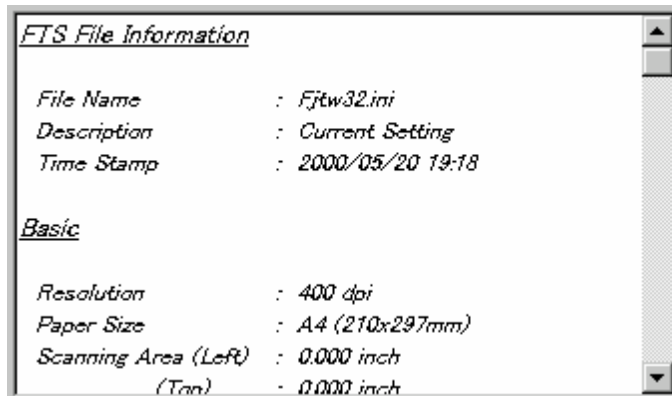 FTS File Information
File Name : Fjtw32.ini
Description : Current Setting
Time Stamp : 2000/05/20 19:18
Basic
Resolution : 400 dpi
Paper Size : A4 (210x297mm)
Scanning Area (Left) : 0.000 inch
(Top) : 0.000 inch